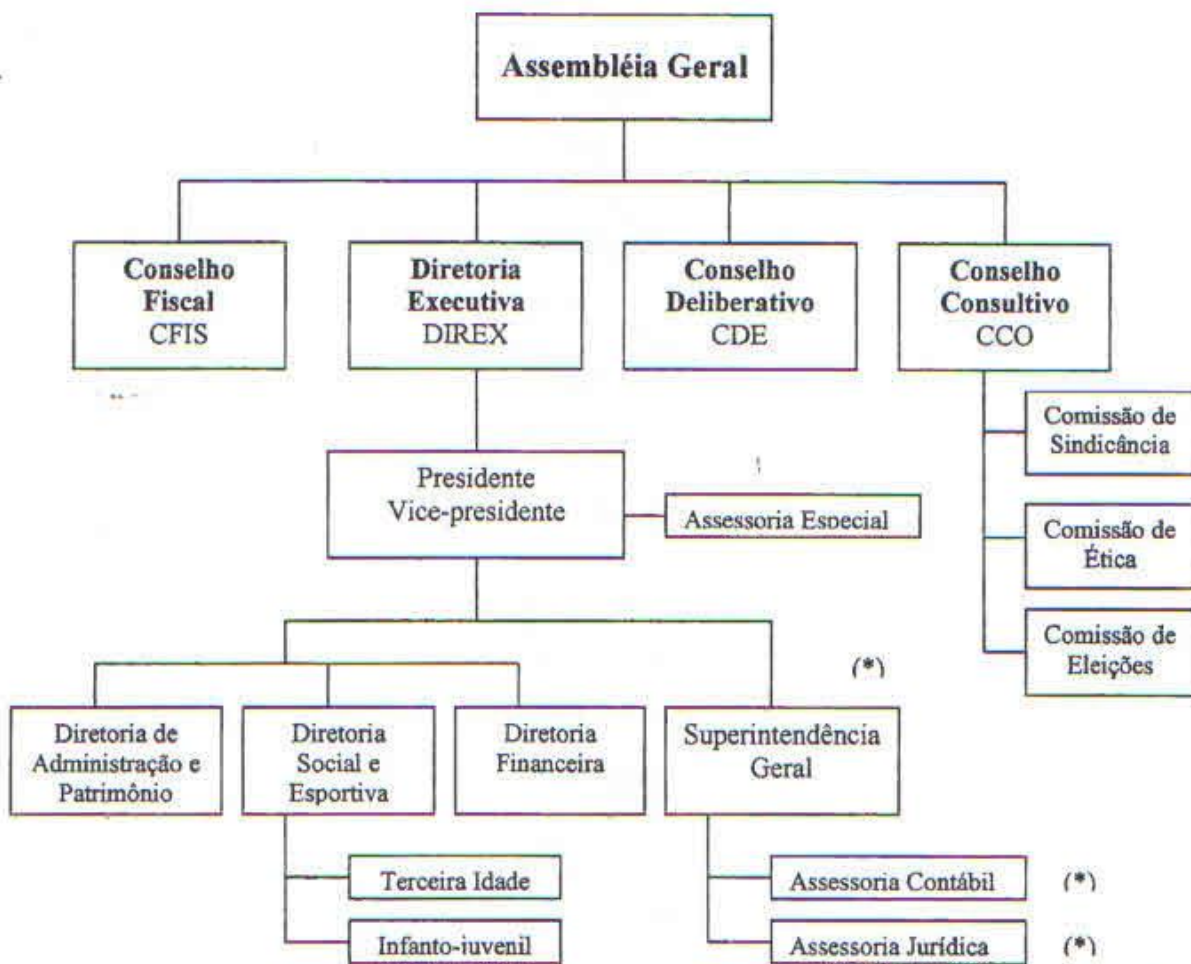 Assembléia Geral
Conselho
Fiscal
CFIS
Diretoria
Executiva
DIREX
Conselho
Deliberativo
CDE
Conselho
Consultivo
CCO
Comissão de
Sindicância
Presidente
Vice-presidente
Assessoria Especial
Comissão de
Ética
Comissão de
Eleições
(*)
Diretoria de
Administração e
Patrimônio
Diretoria
Social e
Esportiva
Diretoria
Financeira
Superintendência
Geral
Terceira Idade
Assessoria Contábil
(*)
Infanto-juvenil
Assessoria Jurídica
(*)